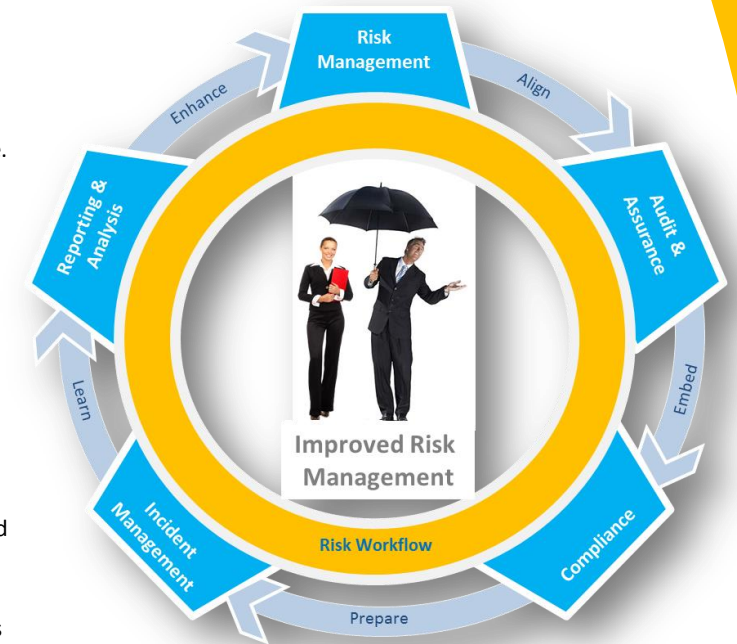 Risk
Management
Align
Audit &
Assurance
Embed
Compliance
Prepare
Incident
Management
Learn
Reporting &
Analysis
Enhance
Improved Risk
Management
Risk Workflow